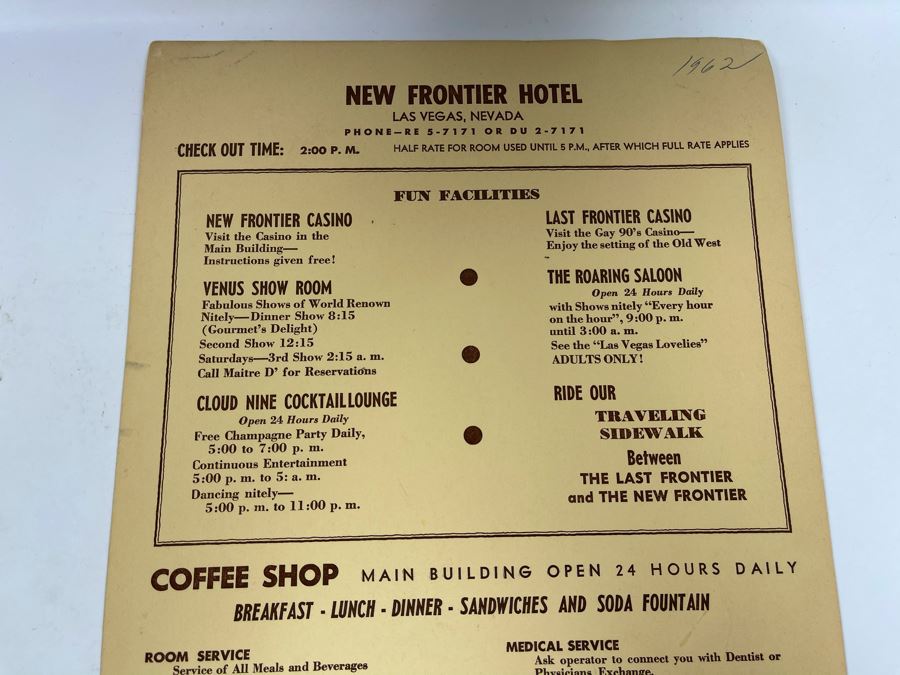 1962
NEW FRONTIER HOTEL
LAS VEGAS, NEVADA
PHONE—RE 5-7171 OR DU 2-7171
CHECK OUT TIME: 2:00 P. M. HALF RATE FOR ROOM USED UNTIL 5 P.M., AFTER WHICH FULL RATE APPLIES
FUN FACILITIES
NEW FRONTIER CASINO
Visit the Casino in the
Main Building—
Instructions given free!
VENUS SHOW ROOM
Fabulous Shows of World Renown
Nitely—Dinner Show 8:15
(Gourmet's Delight)
Second Show 12:15
Saturdays—3rd Show 2:15 a. m.
Call Maitre D' for Reservations
CLOUD NINE COCKTAILLOUNGE
Open 24 Hours Daily
Free Champagne Party Daily,
5:00 to 7:00 p. m.
Continuous Entertainment
5:00 p. m. to 5: a. m.
Dancing nitely—
5:00 p. m. to 11:00 p. m.
LAST FRONTIER CASINO
Visit the Gay 90's Casino—
Enjoy the setting of the Old West
THE ROARING SALOON
Open 24 Hours Daily
with Shows nitely "Every hour
on the hour", 9:00 p. m.
until 3:00 a. m.
See the "Las Vegas Lovelies"
ADULTS ONLY!
RIDE OUR
TRAVELING
SIDEWALK
Between
THE LAST FRONTIER
and THE NEW FRONTIER
COFFEE SHOP MAIN BUILDING OPEN 24 HOURS DAILY
BREAKFAST - LUNCH - DINNER - SANDWICHES AND SODA FOUNTAIN
ROOM SERVICE
Service of All Meals and Beverages
MEDICAL SERVICE
Ask operator to connect you with Dentist or
Physicians Exchange.